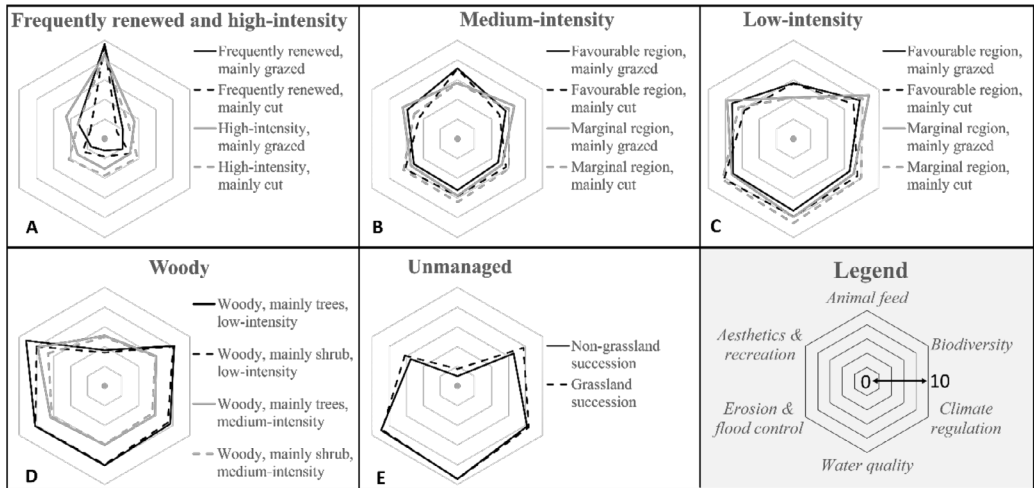 Frequently renewed and high-intensity
Frequently renewed,
mainly grazed
Frequently renewed,
mainly cut
High-intensity,
mainly grazed
High-intensity,
mainly cut
A
Medium-intensity
Favourable region,
mainly grazed
Favourable region,
mainly cut
Marginal region,
mainly grazed
Marginal region,
mainly cut
B
Low-intensity
Favourable region,
mainly grazed
Favourable region,
mainly cut
Marginal region,
mainly grazed
Marginal region,
mainly cut
C
Woody
Woody, mainly trees,
low-intensity
Woody, mainly shrub,
low-intensity
Woody, mainly trees,
medium-intensity
Woody, mainly shrub,
medium-intensity
D
Unmanaged
Non-grassland
succession
Grassland
succession
E
Legend
Animal feed
Aesthetics &
recreation
Biodiversity
0
10
Erosion &
flood control
Climate
regulation
Water quality